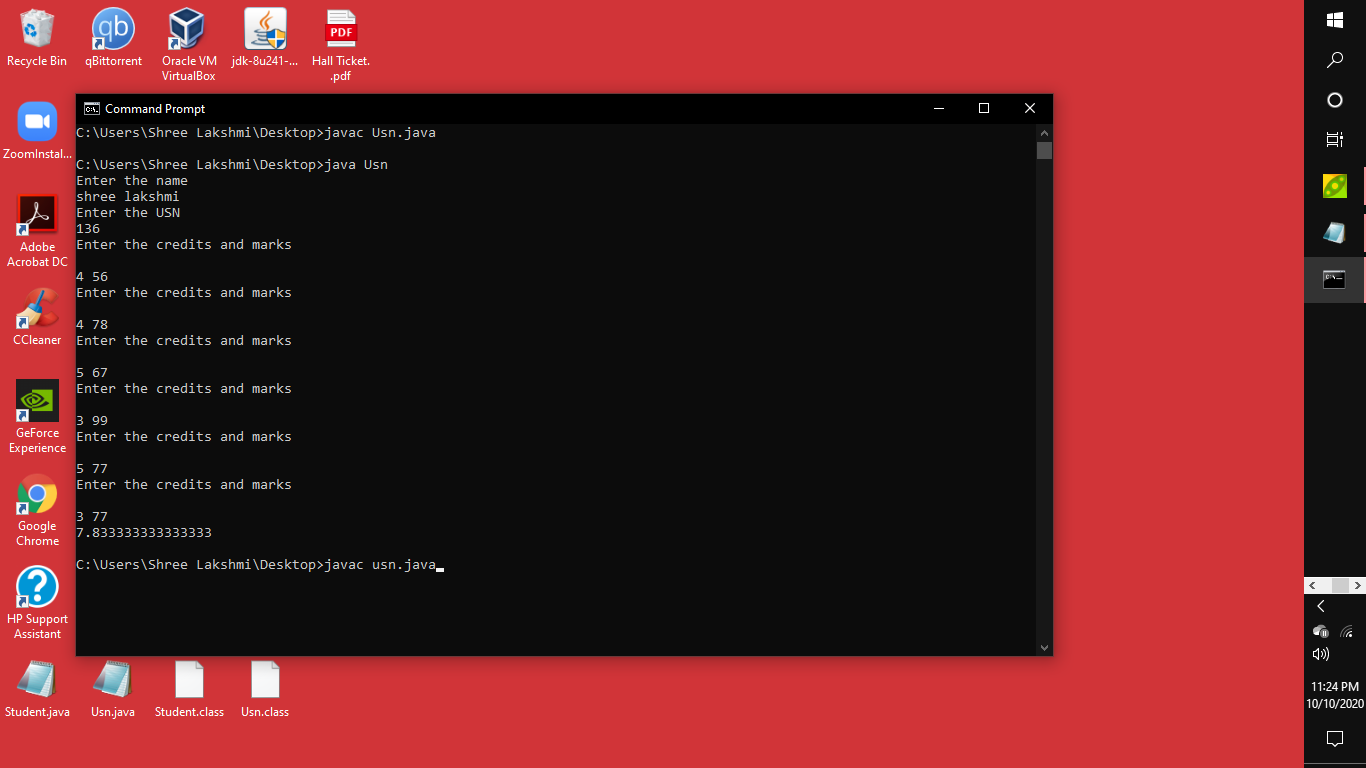 Recycle Bin
qBittorrent
Oracle VM
VirtualBox
jdk-8u241-...
Hall Ticket.
.pdf
ZoomInstal...
Adobe
Acrobat DC
CCleaner
GeForce
Experience
Google
Chrome
HP Support
Assistant
Student.java
Usn.java
Student.class
Usn.class
qb
PDF
Command Prompt
C:\Users\Shree Lakshmi\Desktop>javac Usn.java
C:\Users\Shree Lakshmi\Desktop>java Usn
Enter the name
shree lakshmi
Enter the USN
136
Enter the credits and marks
4 56
Enter the credits and marks
4 78
Enter the credits and marks
5 67
Enter the credits and marks
3 99
Enter the credits and marks
5 77
Enter the credits and marks
3 77
7.833333333333333
C:\Users\Shree Lakshmi\Desktop>javac usn.java
11:24 PM
10/10/2020